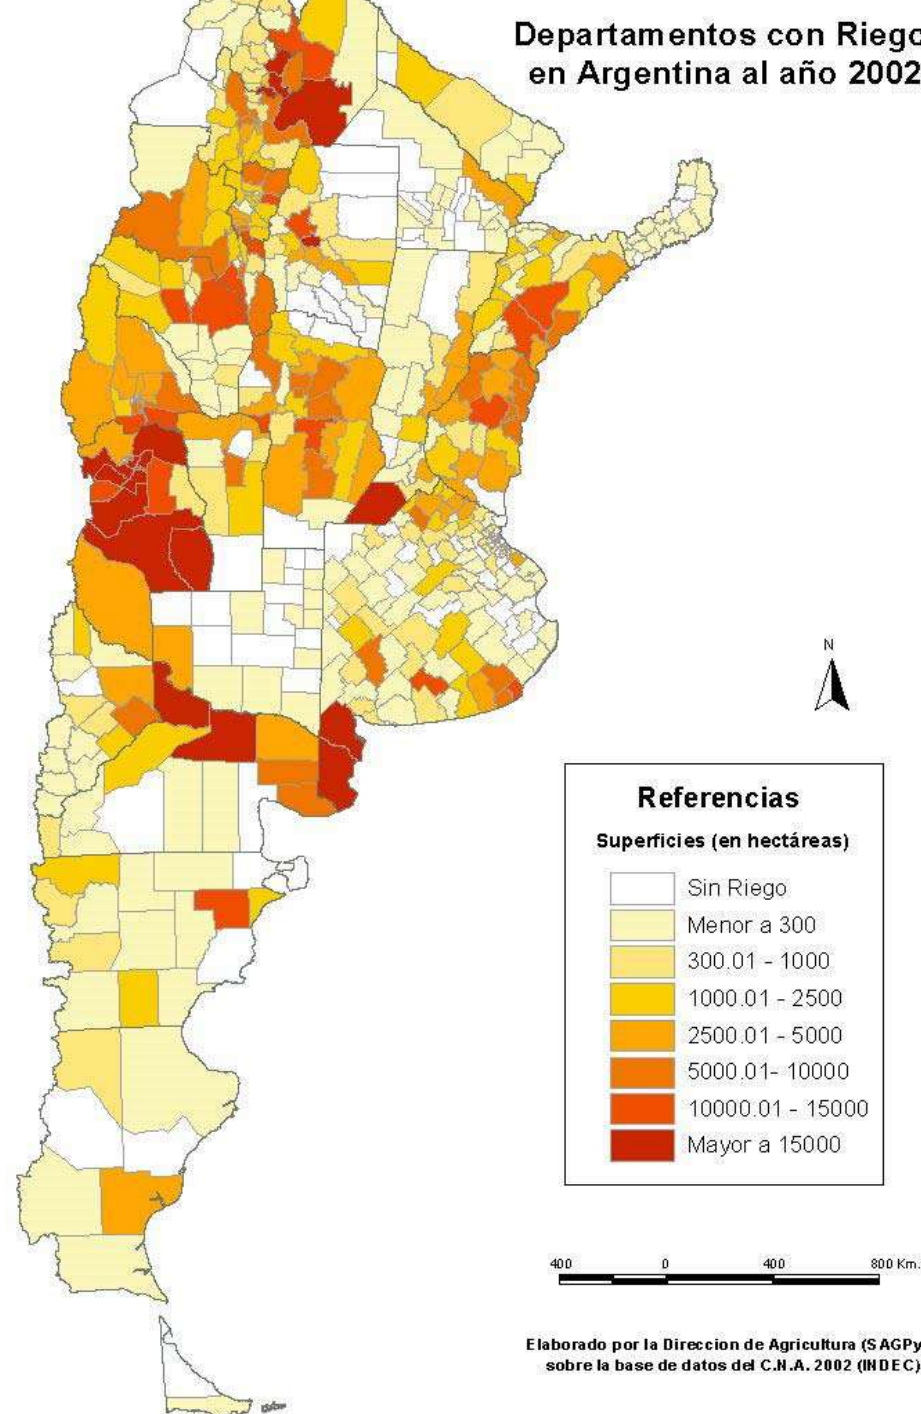 Departamentos con Riego
en Argentina al año 2002
N
Referencias
Superficies (en hectáreas)
Sin Riego
Menor a 300
300.01 - 1000
1000.01 - 2500
2500.01 - 5000
5000.01- 10000
10000.01 - 15000
Mayor a 15000
400 0 400 800 Km.
Elaborado por la Direccion de Agricultura (SAGPy
sobre la base de datos del C.N.A. 2002 (INDEC)